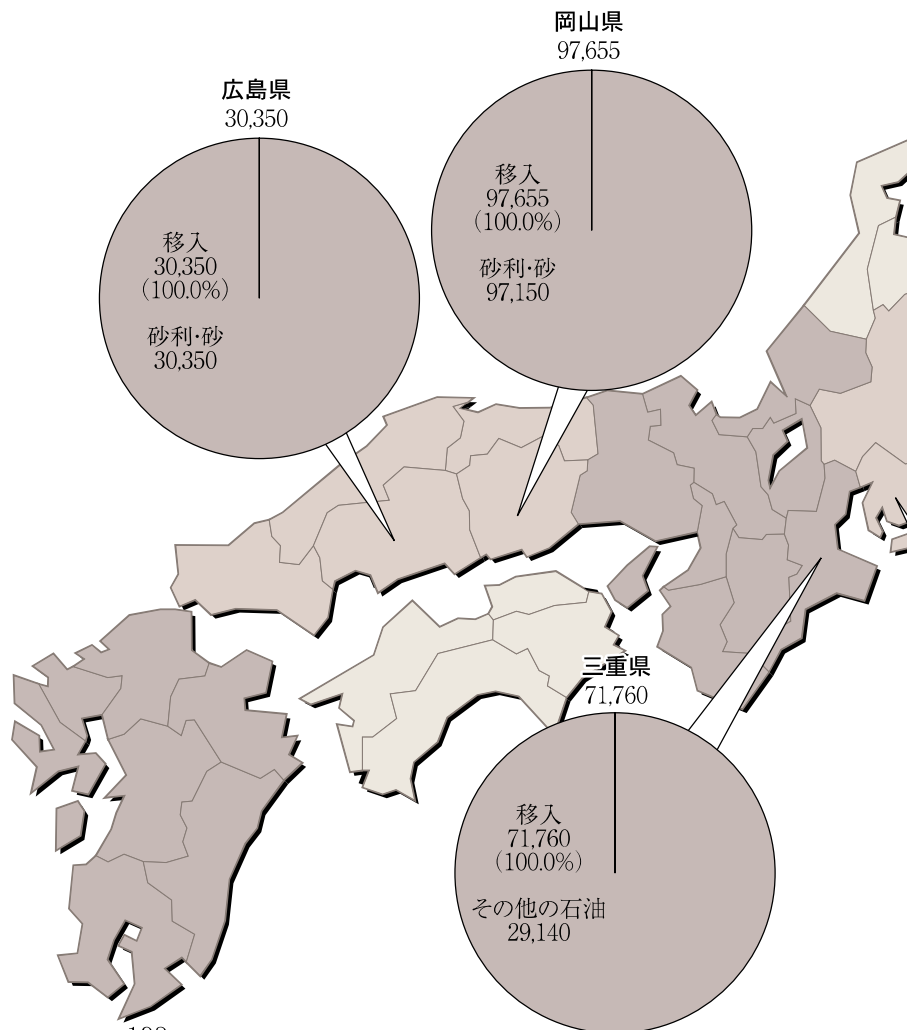 岡山県
97,655
移入
97,655
(100.0%)
砂利・砂
97,150
広島県
30,350
移入
30,350
(100.0%)
砂利・砂
30,350
三重県
71,760
移入
71,760
(100.0%)
その他の石油
29,140